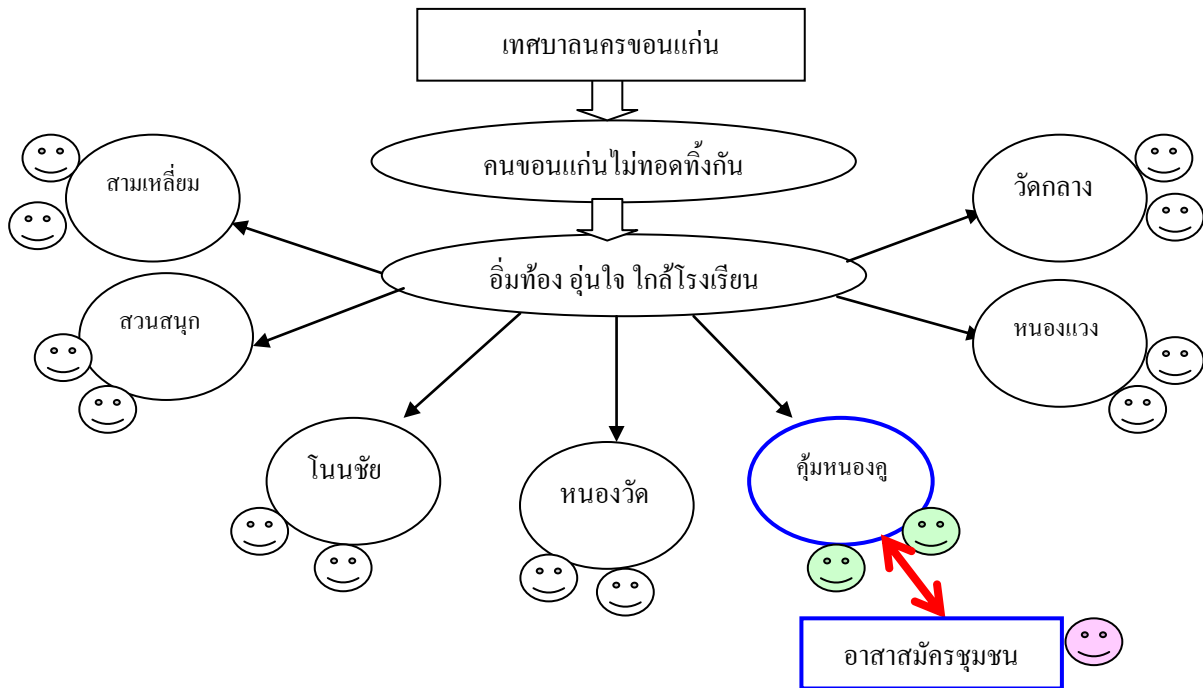 เทศบาลนครขอนแก่น
คนขอนแก่นไม่ทอดทิ้งกัน
สามเหลี่ยม
วัดกลาง
อิ่มท้อง อุ่นใจ ใกล้โรงเรียน
สวนสนุก
หนองแวง
โนนชัย
หนองวัด
คุ้มหนองคู
อาสาสมัครชุมชน